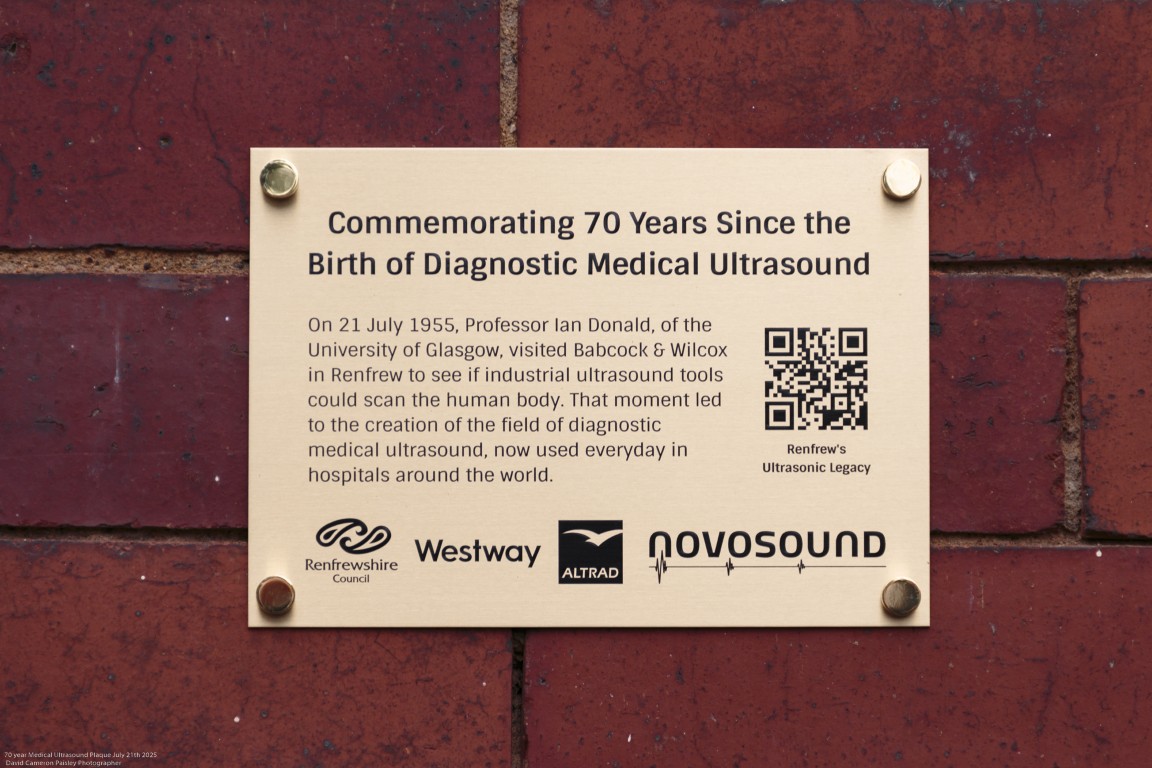 Commemorating 70 Years Since the
Birth of Diagnostic Medical Ultrasound
On 21 July 1955, Professor Ian Donald, of the
University of Glasgow, visited Babcock & Wilcox
in Renfrew to see if industrial ultrasound tools
could scan the human body. That moment led
to the creation of the field of diagnostic
medical ultrasound, now used everyday in
hospitals around the world.
Renfrew's
Ultrasonic Legacy
Renfrewshire
Council
Westway
ALTRAD
novosound
70 year Medical Ultrasound Plaque July 21th 2025
David Cameron Paisley Photographer